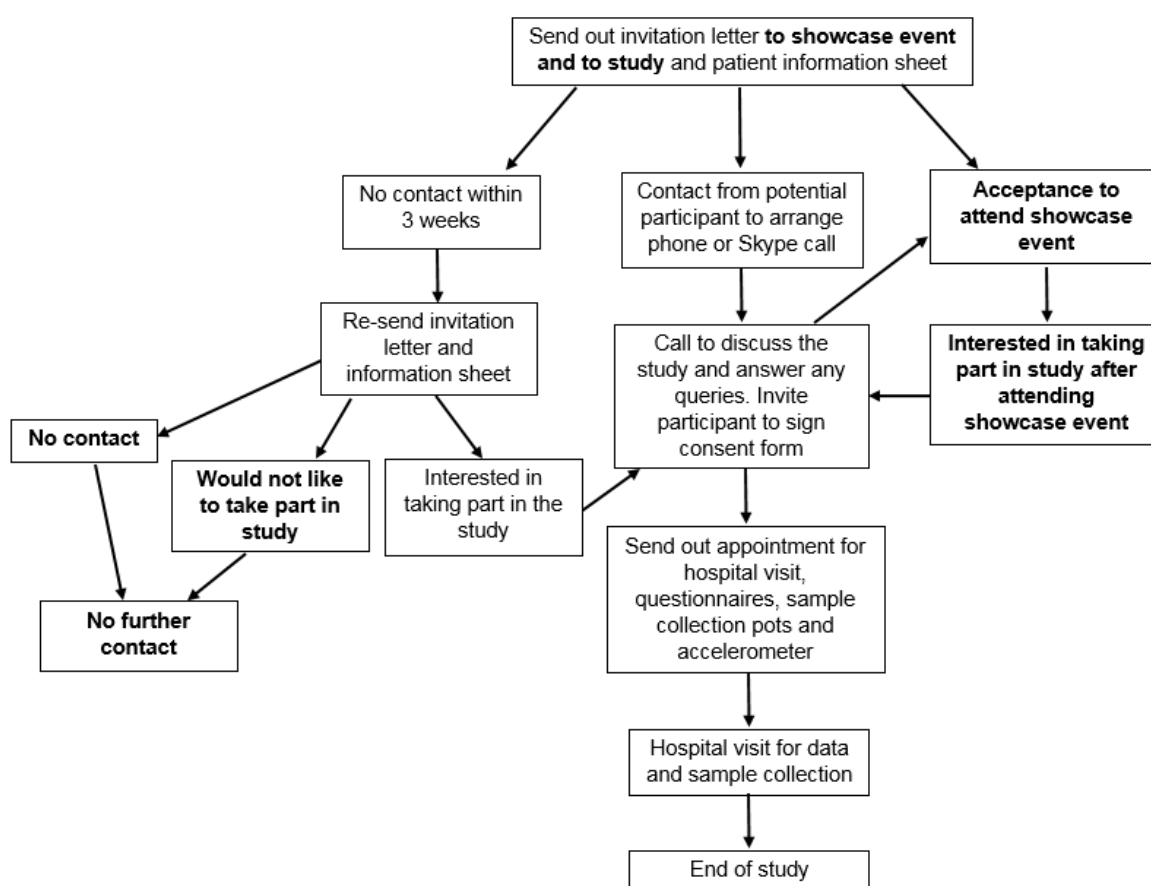 Send out invitation letter to showcase event
and to study and patient information sheet
No contact within
3 weeks
Contact from potential
participant to arrange
phone or Skype call
Acceptance to
attend showcase
event
Re-send invitation
letter and
information sheet
Call to discuss the
study and answer any
queries. Invite
participant to sign
consent form
Interested in taking
part in study after
attending
showcase event
No contact
Would not like
to take part in
study
Interested in
taking part in the
study
No further
contact
Send out appointment for
hospital visit,
questionnaires, sample
collection pots and
accelerometer
Hospital visit for data
and sample collection
End of study